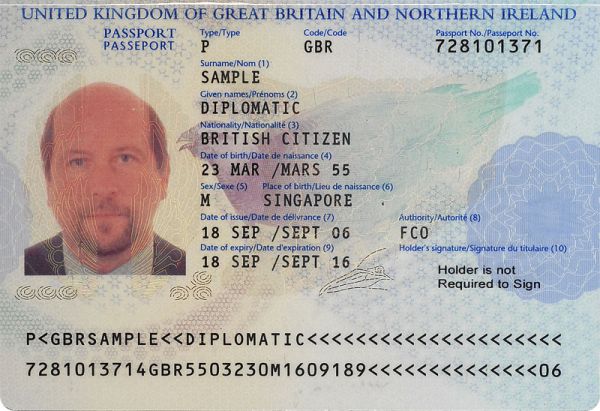 UNITED KINGDOM OF GREAT BRITAIN AND NORTHERN IRELAND
PASSPORT Type/Type Code/Code Passport No./Passeport No.
PASSEPORT P GBR 728101371
Surname/Nom (1)
SAMPLE
Given names/Prénoms (2)
DIPLOMATIC
Nationality/Nationalité (3)
BRITISH CITIZEN
Date of birth/Date de naissance (4)
23 MAR /MARS 55
Sex/Sexe (5) Place of birth/Lieu de naissance (6)
M SINGAPORE
Date of issue/Date de délivrance (7) Authority/Autorité (8)
18 SEP /SEPT 06 FCO
Date of expiry/Date d'expiration (9) Holder's signature/Signature du titulaire (10)
18 SEP /SEPT 16 Holder is not
Required to Sign
P<GBRSAMPLE<<DIPLOMATIC<<<<<<<<<<<<<<<<<<<<<
7281013714GBR5503230M1609189<<<<<<<<<<<<<<06